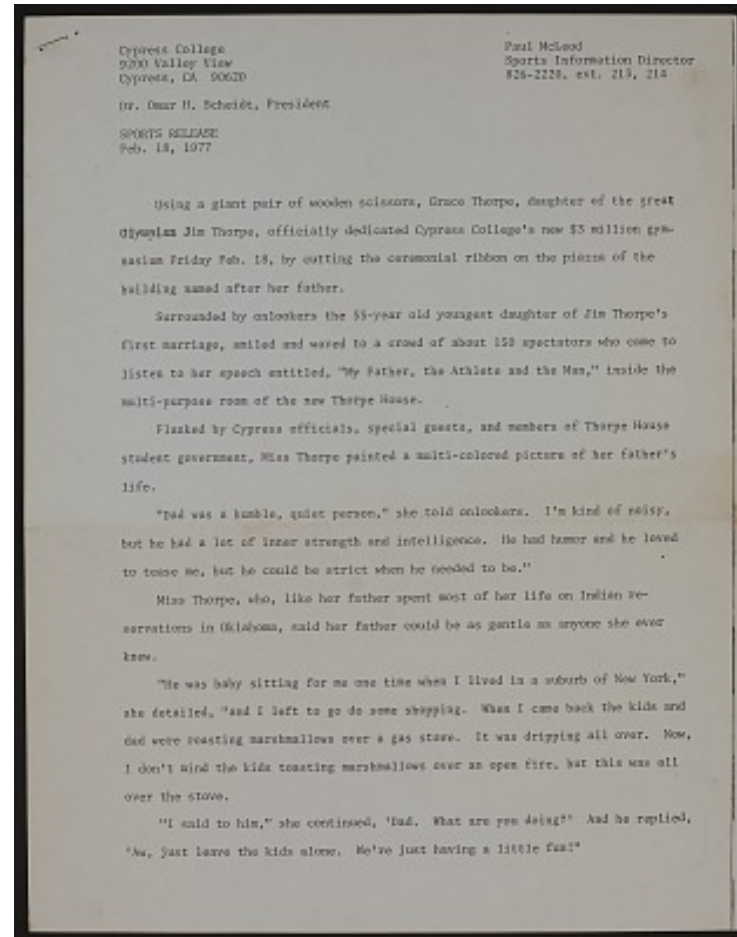 Cypress College
9200 Valley View
Cypress, CA 90620
Paul McLeod
Sports Information Director
826-2220, ext. 213, 214
Dr. Omar H. Scheidt, President
SPORTS RELEASE
Feb. 18, 1977
Using a giant pair of wooden scissors, Grace Thorpe, daughter of the great
Olympian Jim Thorpe, officially dedicated Cypress College's new $3 million gym-
nasium Friday Feb. 18, by cutting the ceremonial ribbon on the of the
building named after her father.
Surrounded by onlookers the 55-year old youngest daughter of Jim Thorpe's
first marriage, smiled and waved to a crowd of about 150 spectators who came to
listen to her speech entitled, "My Father, the Athlete and the Man," inside the
multi-purpose room of the new Thorpe House.
Flanked by Cypress officials, special guests, and members of Thorpe House
student government, Miss Thorpe painted a multi-colored picture of her father's
life.
"Dad was a humble, quiet person," she told onlookers. I'm kind of noisy,
but he had a lot of inner strength and intelligence. He had humor and he loved
to tease me, but he could be strict when he needed to be."
Miss Thorpe, who, like her father spent most of her life on Indian re-
servations in Oklahoma, said her father could be as gentle as anyone she ever
knew.
"He was baby sitting for me one time when I lived in a suburb of New York,"
she detailed, "and I left to go do some shopping. When I came back the kids and
dad were roasting marshmallows over a gas stove. It was dripping all over. Now,
I don't mind the kids toasting marshmallows over an open fire, but this was all
over the stove.
"I said to him," she continued, 'Dad. What are you doing?' And he replied,
'Aw, just leave the kids alone. We're just having a little fun!"